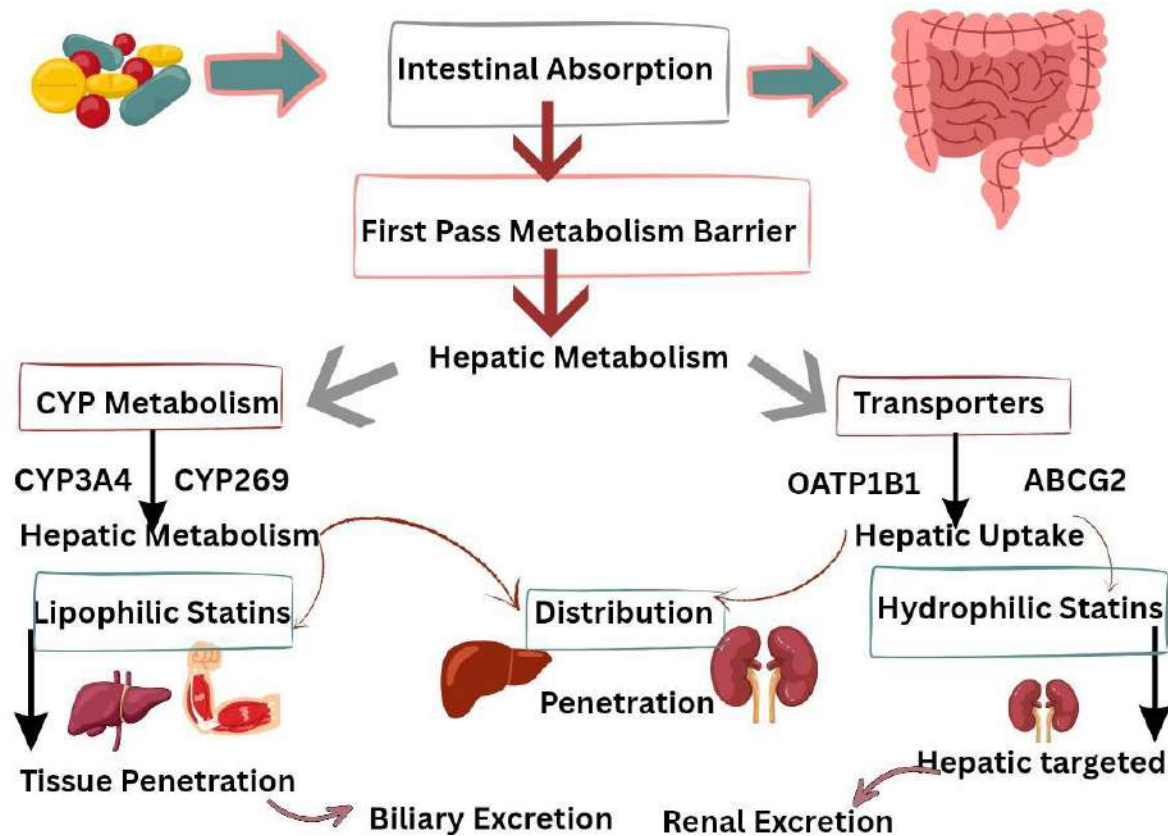 Intestinal Absorption
First Pass Metabolism Barrier
Hepatic Metabolism
CYP Metabolism
Transporters
CYP3A4
CYP269
OATP1B1
ABCG2
Hepatic Metabolism
Hepatic Uptake
Lipophilic Statins
Distribution
Hydrophilic Statins
Penetration
Tissue Penetration
Hepatic targeted
Biliary Excretion
Renal Excretion